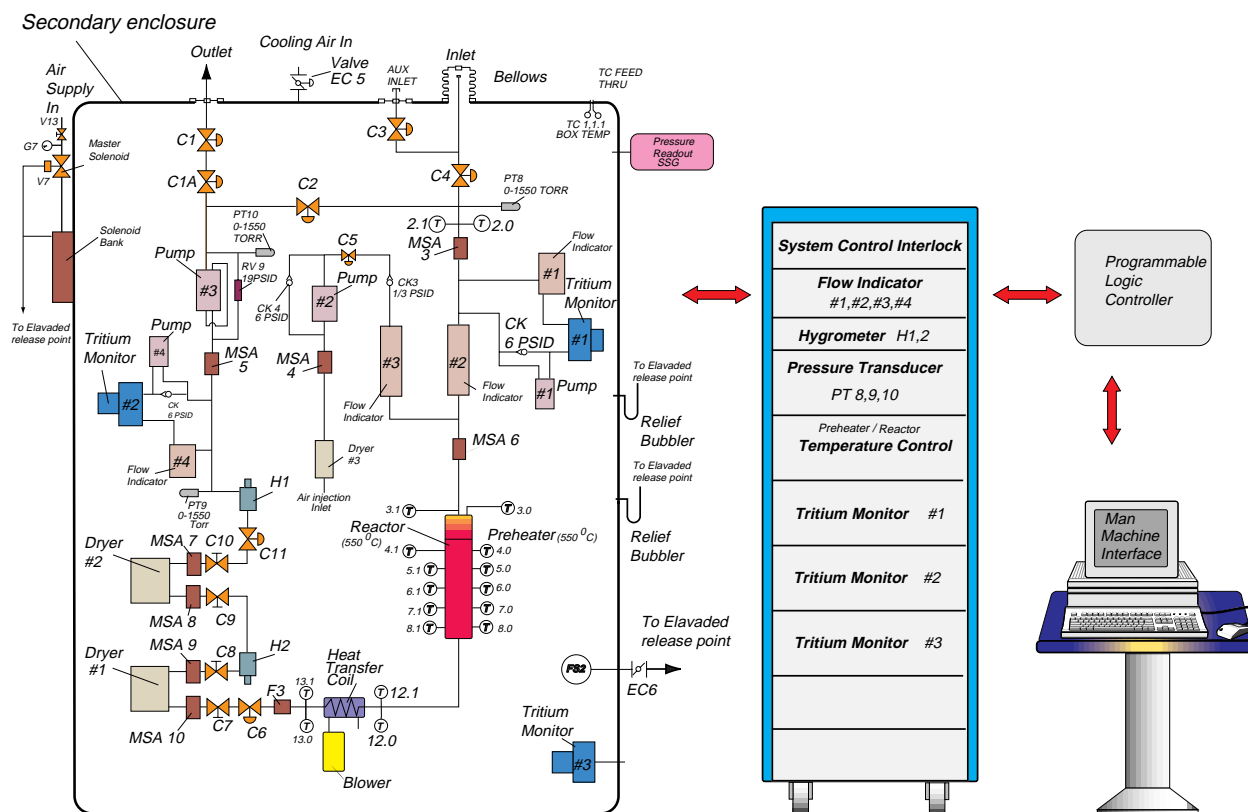 Secondary enclosure
Outlet
Cooling Air In
Valve
EC 5
AUX
INLET
Inlet
Bellows
TC FEED
THRU
TC 1,1.1
BOX TEMP
Air
Supply
In
V13
G7
Master
Solenoid
V7
Solenoid
Bank
To Elavaded
release point
C1
C1A
C2
C3
C4
PT8
0-1550 TORR
Pressure
Readout
SSG
2.1
T
T
2.0
MSA
3
PT10
0-1550
TORR
Pump
#3
RV 9
19PSID
C5
CK 4
6 PSID
Pump
#2
CK3
1/3 PSID
Flow
Indicator
#1
Tritium
Monitor
#1
CK
6 PSID
#1
Pump
#2
Flow
Indicator
#3
Flow
Indicator
MSA
4
MSA
5
Pump
#4
Tritium
Monitor
#2
CK
6 PSID
#4
Flow
Indicator
Dryer
#3
Air injection
Inlet
MSA 6
To Elavaded
release point
Relief
Bubbler
To Elavaded
release point
Relief
Bubbler
PT9
0-1550
Torr
H1
C11
MSA 7
C10
Dryer
#2
MSA 8
C9
MSA 9
C8
H2
Dryer
#1
MSA 10
C7
C6
F3
13.1
T
T
13.0
Heat
Transfer
Coil
Blower
12.1
T
T
12.0
3.1
T
T
3.0
Reactor
(550 °C)
Preheater (550 °C)
4.1
T
T
4.0
5.1
T
T
5.0
6.1
T
T
6.0
7.1
T
T
7.0
8.1
T
T
8.0
To Elavaded
release point
FS2
EC6
Tritium
Monitor
#3
System Control Interlock
Flow Indicator
#1,#2,#3,#4
Hygrometer H1,2
Pressure Transducer
PT 8,9,10
Preheater / Reactor
Temperature Control
Tritium Monitor #1
Tritium Monitor #2
Tritium Monitor #3
Programmable
Logic
Controller
Man
Machine
Interface